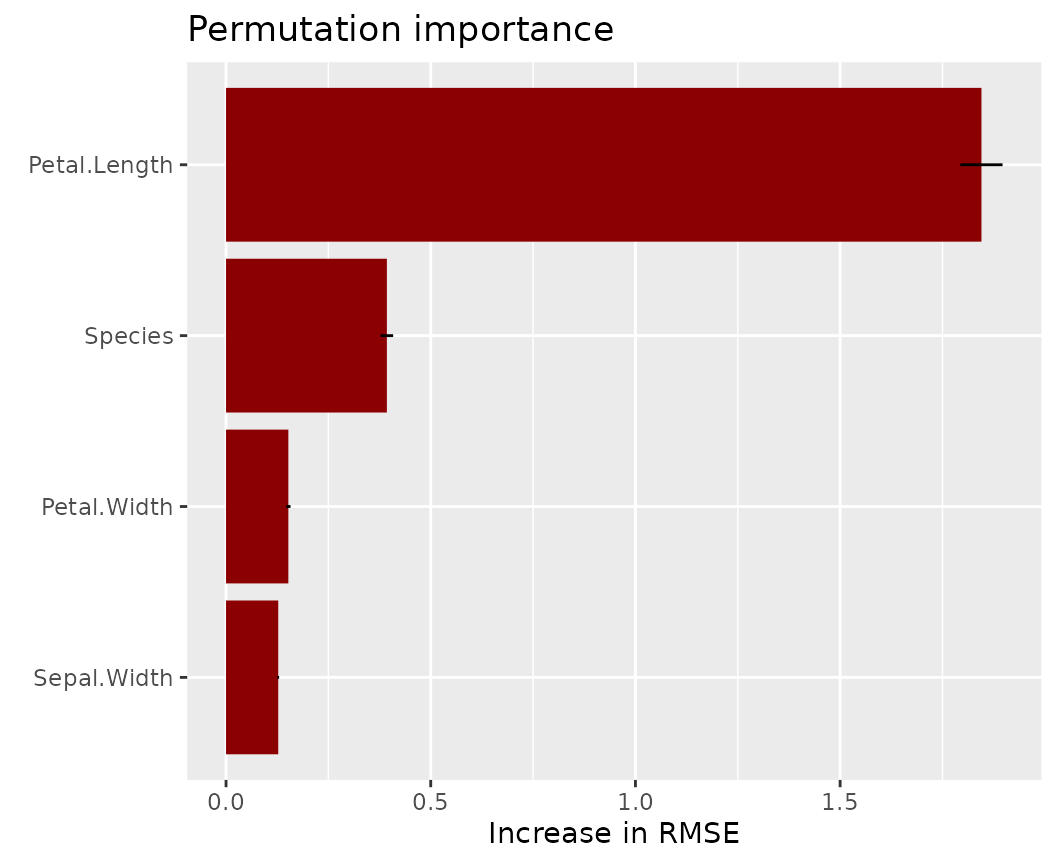 Permutation importance
Petal.Length
Species
Petal.Width
Sepal.Width
0.0 0.5 1.0 1.5
Increase in RMSE